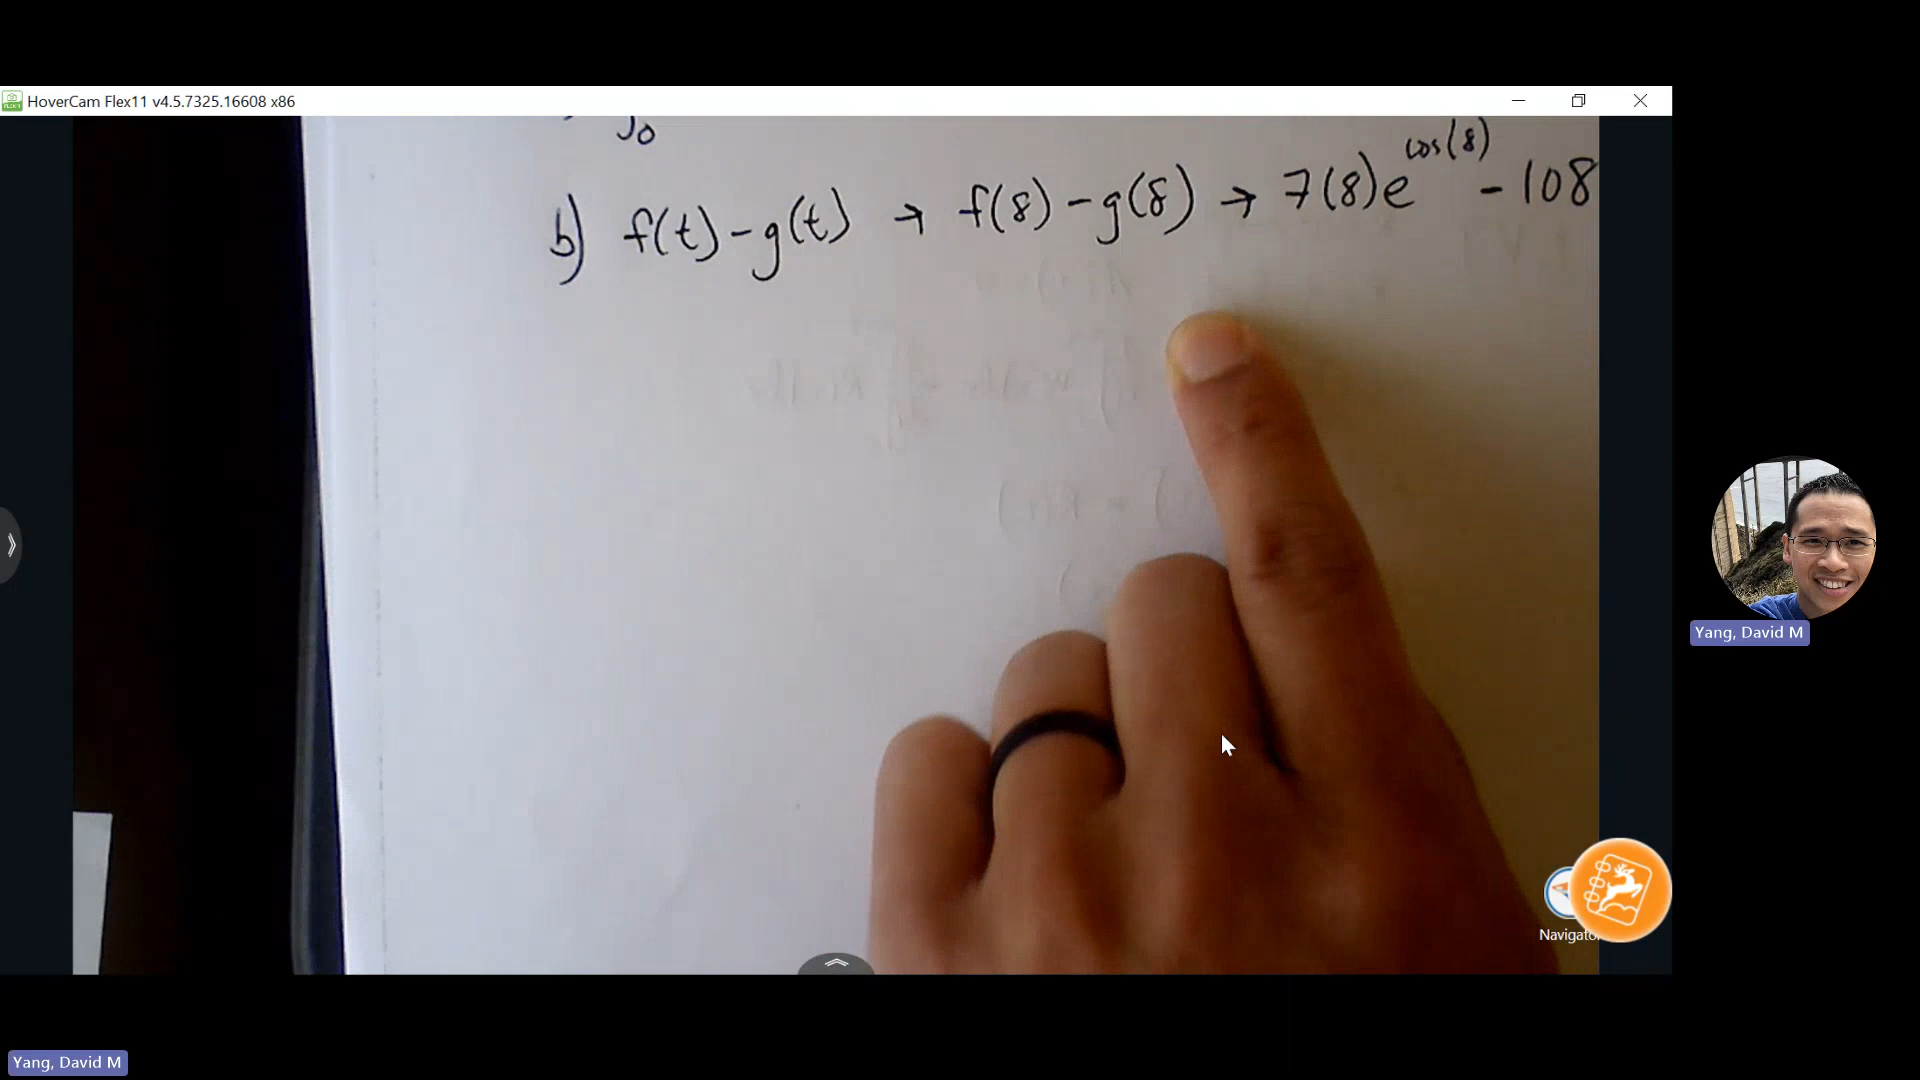 HoverCam Flex11 v4.5.7325.16608 x86
∫0
b) f(t) - g(t) → f(8) - g(8) → 7(8)e^cos(8) - 108
Yang, David M
Navigator
Yang, David M